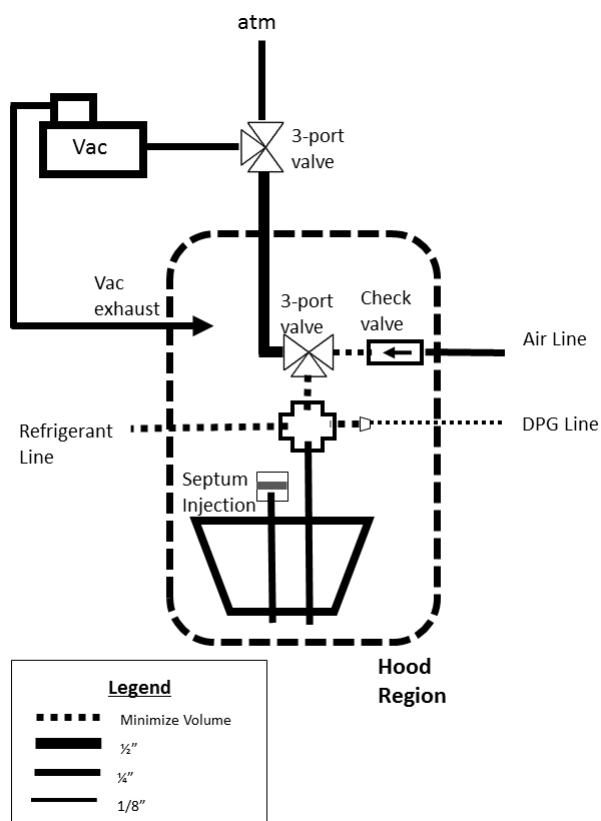 atm
3-port
valve
Vac
Vac
exhaust
3-port
valve
Check
valve
Air Line
Refrigerant
Line
DPG Line
Septum
Injection
Hood
Region
Legend
Minimize Volume
½”
¼”
1/8”